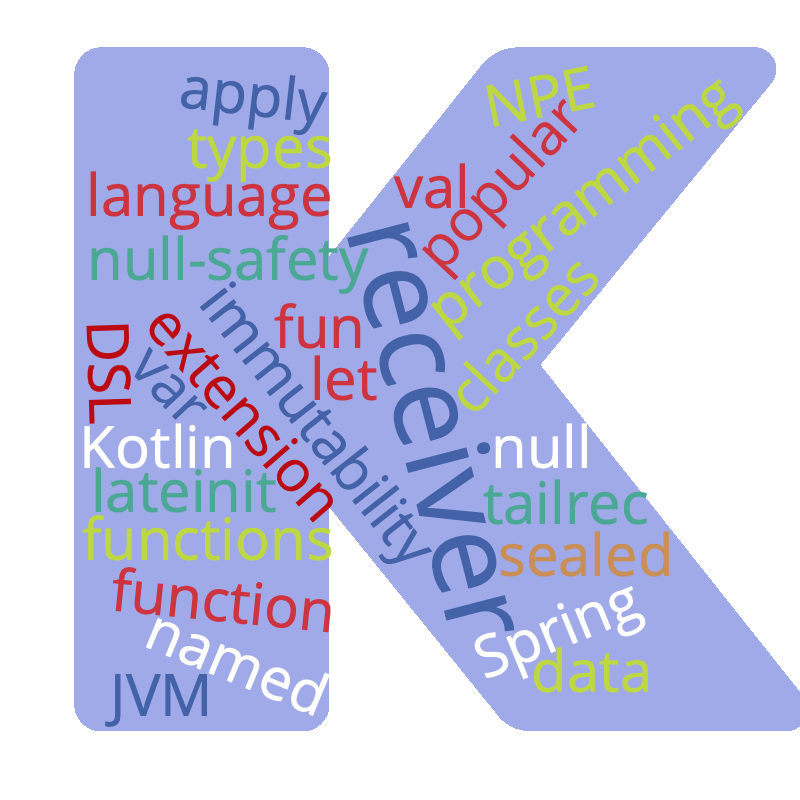 apply
NPE
types
popular
programming
language
val
null-safety
receiver
classes
immutability
extension
fun
DSL
var
let
Kotlin
null
lateinit
tailrec
functions
sealed
function
Spring
named
data
JVM